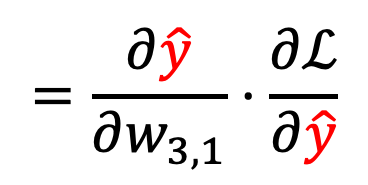 = ∂ŷ/∂w₃,₁ · ∂ℒ/∂ŷ